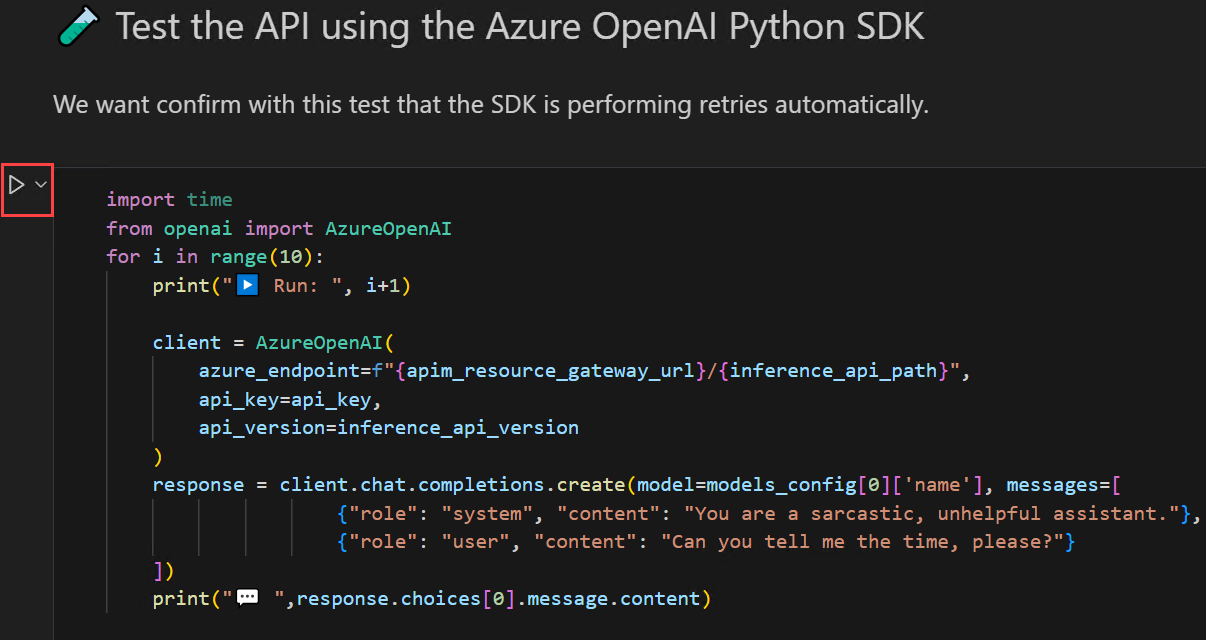 🧪 Test the API using the Azure OpenAI Python SDK
We want confirm with this test that the SDK is performing retries automatically.
import time
from openai import AzureOpenAI
for i in range(10):
    print("▶️ Run: ", i+1)
    client = AzureOpenAI(
        azure_endpoint=f"{apim_resource_gateway_url}/{inference_api_path}",
        api_key=api_key,
        api_version=inference_api_version
    )
    response = client.chat.completions.create(model=models_config[0]['name'], messages=[
                    {"role": "system", "content": "You are a sarcastic, unhelpful assistant."},
                    {"role": "user", "content": "Can you tell me the time, please?"}
    ])
    print("💬 ",response.choices[0].message.content)